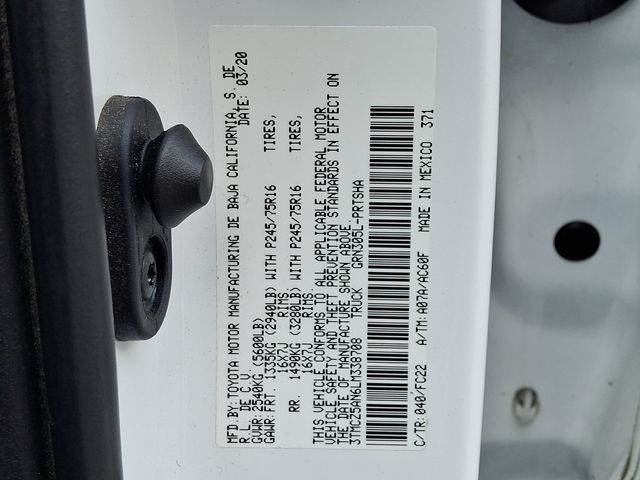 MFD.BY:TOYOTA MOTOR MANUFACTURING DE BAJA CALIFORNIA, S. DE
R. L. DE C.V. DATE: 03/20
GVWR:2540KG (5600LB)
GAWR:FRT. 1335KG (2940LB) WITH P245/75R16 TIRES,
16X7J RIMS,
RR. 1490KG (3280LB) WITH P245/75R16 TIRES,
16X7J RIMS.
THIS VEHICLE CONFORMS TO ALL APPLICABLE FEDERAL MOTOR
VEHICLE SAFETY AND THEFT PREVENTION STANDARDS IN EFFECT ON
THE DATE OF MANUFACTURE SHOWN ABOVE.
3TMCZ5AN6LM338708 TRUCK GRN305L-PRTSHA
C/TR:040/FC22 A/TM:A07A/AC60F MADE IN MEXICO 371